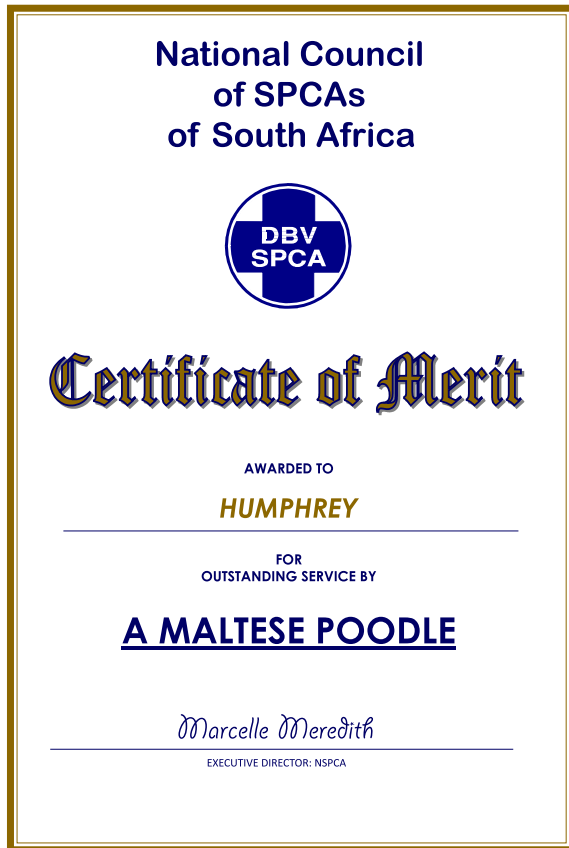 National Council
of SPCAs
of South Africa
DBV
SPCA
Certificate of Merit
AWARDED TO
HUMPHREY
FOR
OUTSTANDING SERVICE BY
A MALTESE POODLE
Marcelle Meredith
EXECUTIVE DIRECTOR: NSPCA